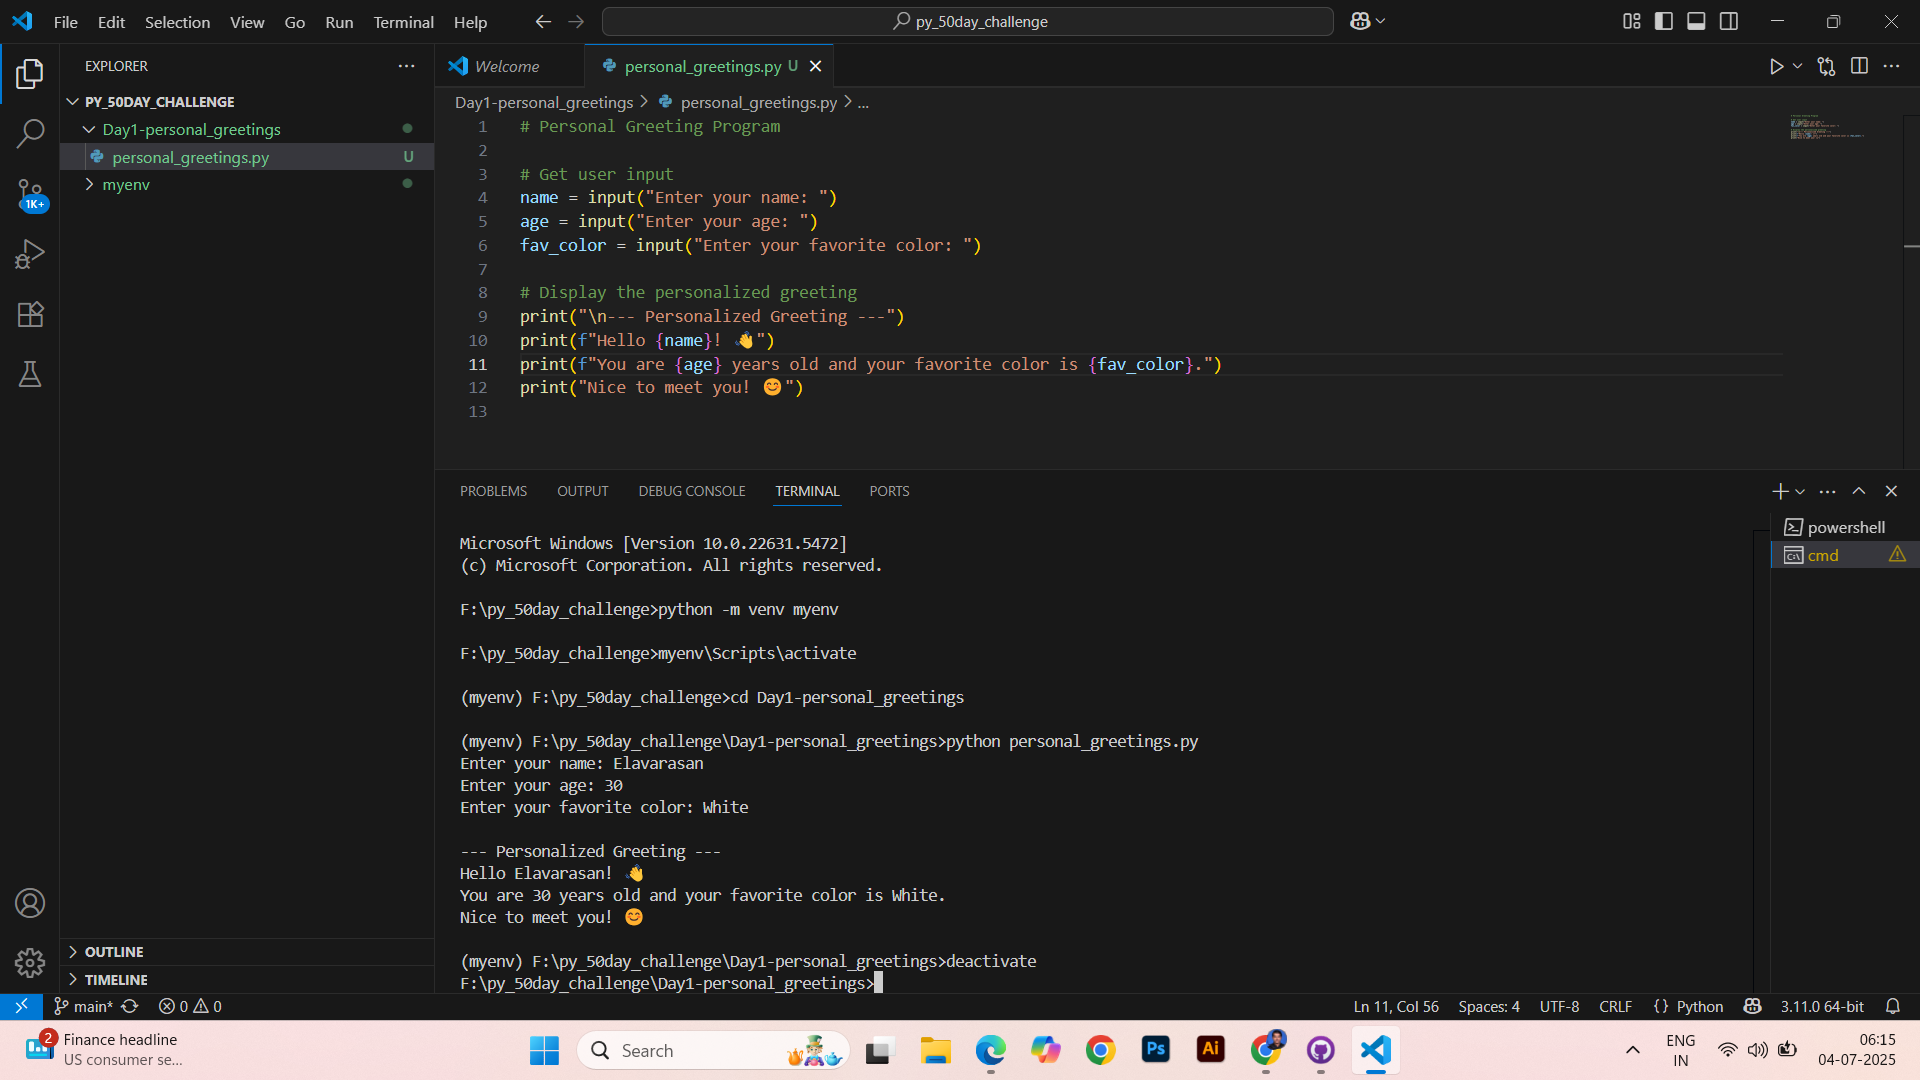 File Edit Selection View Go Run Terminal Help
py_50day_challenge
EXPLORER
PY_50DAY_CHALLENGE
Day1-personal_greetings
personal_greetings.py U
myenv
1K+
OUTLINE
TIMELINE
Welcome
personal_greetings.py U
Day1-personal_greetings > personal_greetings.py > ...
1 # Personal Greeting Program
2
3 # Get user input
4 name = input("Enter your name: ")
5 age = input("Enter your age: ")
6 fav_color = input("Enter your favorite color: ")
7
8 # Display the personalized greeting
9 print("\n--- Personalized Greeting ---")
10 print(f"Hello {name}! 👋")
11 print(f"You are {age} years old and your favorite color is {fav_color}.")
12 print("Nice to meet you! 😊")
13
PROBLEMS OUTPUT DEBUG CONSOLE TERMINAL PORTS
powershell
cmd
Microsoft Windows [Version 10.0.22631.5472]
(c) Microsoft Corporation. All rights reserved.
F:\py_50day_challenge>python -m venv myenv
F:\py_50day_challenge>myenv\Scripts\activate
(myenv) F:\py_50day_challenge>cd Day1-personal_greetings
(myenv) F:\py_50day_challenge\Day1-personal_greetings>python personal_greetings.py
Enter your name: Elavarasan
Enter your age: 30
Enter your favorite color: White
--- Personalized Greeting ---
Hello Elavarasan! 👋
You are 30 years old and your favorite color is White.
Nice to meet you! 😊
(myenv) F:\py_50day_challenge\Day1-personal_greetings>deactivate
F:\py_50day_challenge\Day1-personal_greetings>
main* 0 0
Ln 11, Col 56 Spaces: 4 UTF-8 CRLF {} Python 3.11.0 64-bit
2
Finance headline
US consumer se...
Search
Ps
Ai
ENG
IN
06:15
04-07-2025